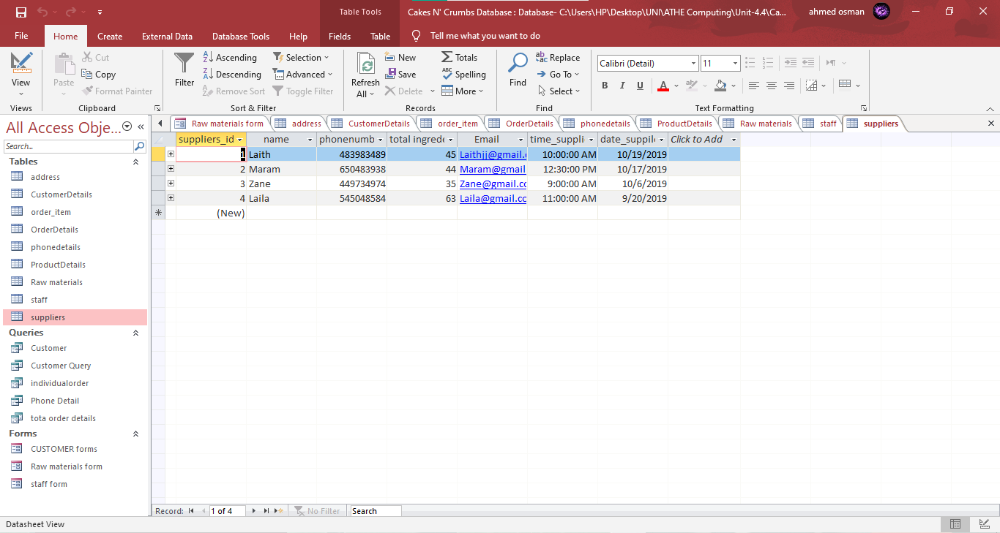 Table Tools
Cakes N' Crumbs Database : Database- C:\Users\HP\Desktop\UNI\ATHE Computing\Unit-4.4\Ca...
ahmed osman
File Home Create External Data Database Tools Help Fields Table Tell me what you want to do
View
Views
Paste
Cut
Copy
Format Painter
Clipboard
Filter
Ascending
Descending
Remove Sort
Selection
Advanced
Toggle Filter
Sort & Filter
Refresh
All
New
Save
Delete
Totals
Spelling
More
Records
Find
Replace
Go To
Select
Find
Calibri (Detail) 11
B I U A
Text Formatting
All Access Obje...
Search...
Tables
address
CustomerDetails
order_item
OrderDetails
phonedetails
ProductDetails
Raw materials
staff
suppliers
Queries
Customer
Customer Query
individualorder
Phone Detail
tota order details
Forms
CUSTOMER forms
Raw materials form
staff form
Raw materials form address CustomerDetails order_item OrderDetails phonedetails ProductDetails Raw materials staff suppliers
suppliers_id name phonenumb total ingrede Email time_suppli date_suppile Click to Add
1 Laith 483983489 45 Laithjj@gmail.c 10:00:00 AM 10/19/2019
2 Maram 650483938 44 Maram@gmail 12:30:00 PM 10/17/2019
3 Zane 449734974 35 Zane@gmail.cc 9:00:00 AM 10/6/2019
4 Laila 545048584 63 Laila@gmail.cc 11:00:00 AM 9/20/2019
(New)
Record: 1 of 4 No Filter Search
Datasheet View